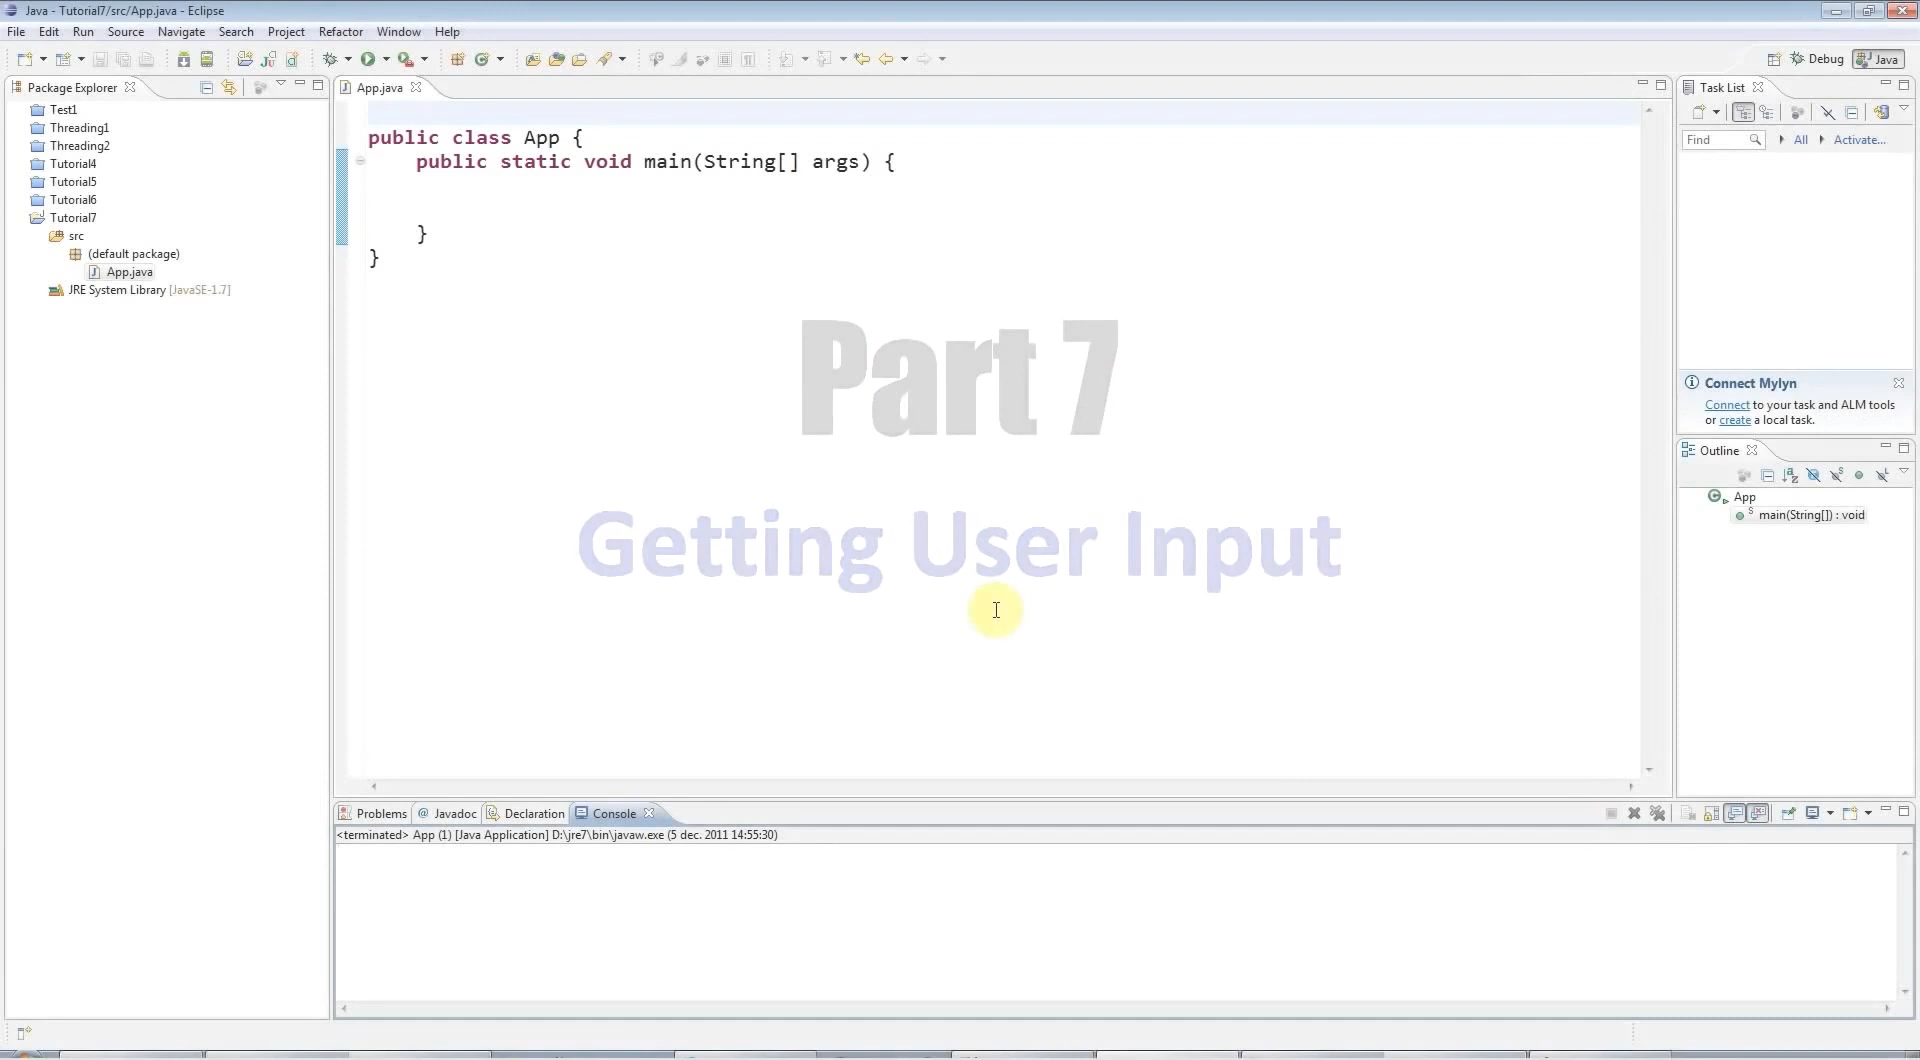 Java - Tutorial7/src/App.java - Eclipse
File Edit Run Source Navigate Search Project Refactor Window Help
Debug Java
Package Explorer
Test1
Threading1
Threading2
Tutorial4
Tutorial5
Tutorial6
Tutorial7
src
(default package)
App.java
JRE System Library [JavaSE-1.7]
App.java
public class App {
public static void main(String[] args) {
}
}
Part 7
Getting User Input
Task List
Find All Activate...
Connect Mylyn
Connect to your task and ALM tools
or create a local task.
Outline
App
main(String[]) : void
Problems Javadoc Declaration Console
<terminated> App (1) [Java Application] D:\jre7\bin\javaw.exe (5 dec. 2011 14:55:30)